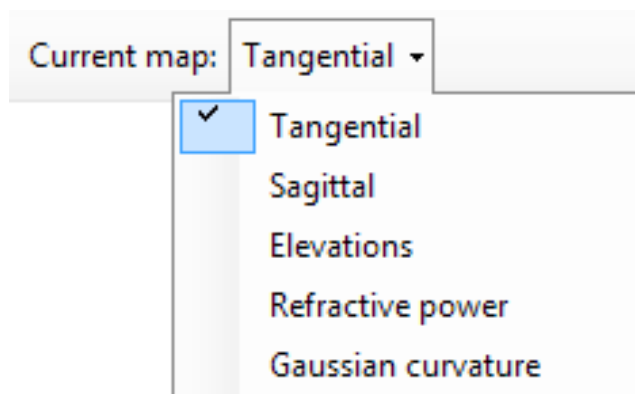 Current map: Tangential
Tangential
Sagittal
Elevations
Refractive power
Gaussian curvature